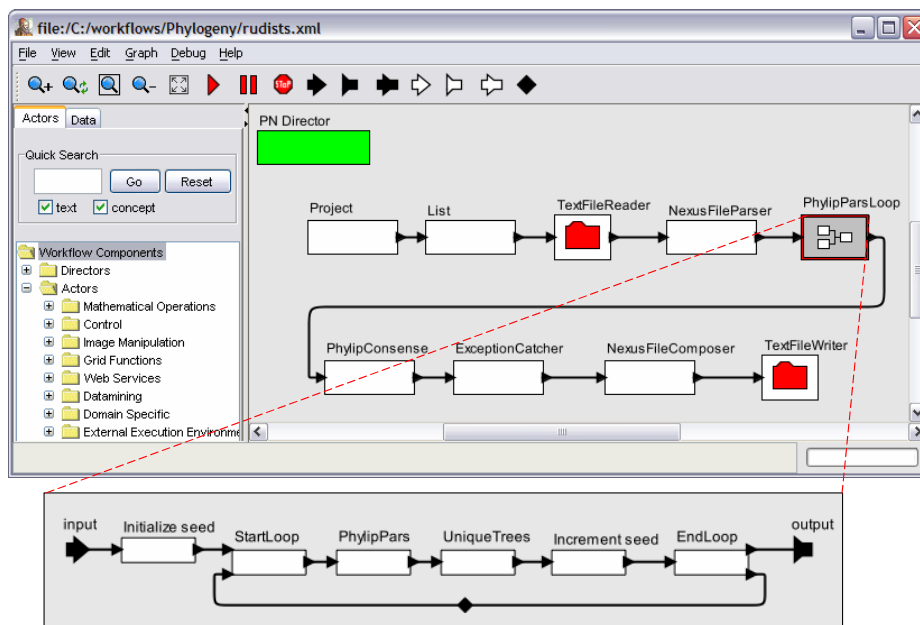 file:/C:/workflows/Phylogeny/rudists.xml
File View Edit Graph Debug Help
STOP
Actors Data
PN Director
Quick Search
Go Reset
text concept
Project List TextFileReader NexusFileParser PhylipParsLoop
Workflow Components
Directors
Actors
Mathematical Operations
Control
Image Manipulation
Grid Functions
Web Services
Datamining
Domain Specific
External Execution Environme
PhylipConsense ExceptionCatcher NexusFileComposer TextFileWriter
input Initialize seed StartLoop PhylipPars UniqueTrees Increment seed EndLoop output